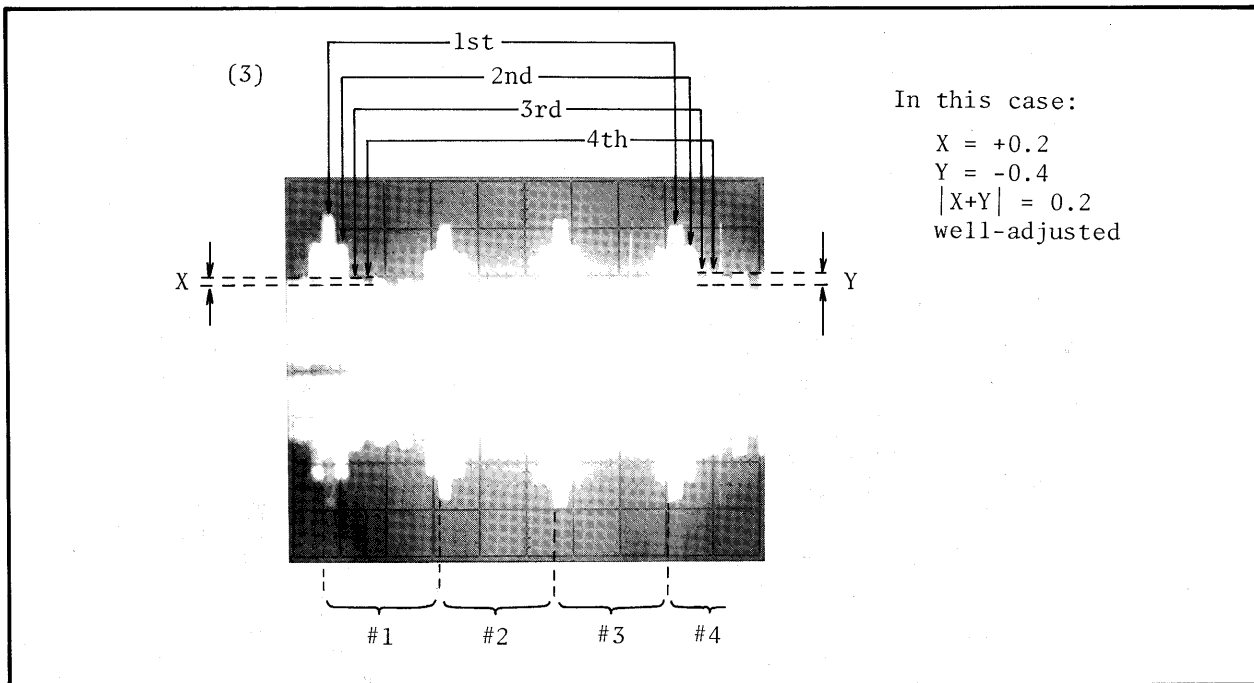 1st
(3)
2nd
3rd
4th
In this case:
X = +0.2
Y = -0.4
|X+Y| = 0.2
well-adjusted
X
Y
#1 #2 #3 #4